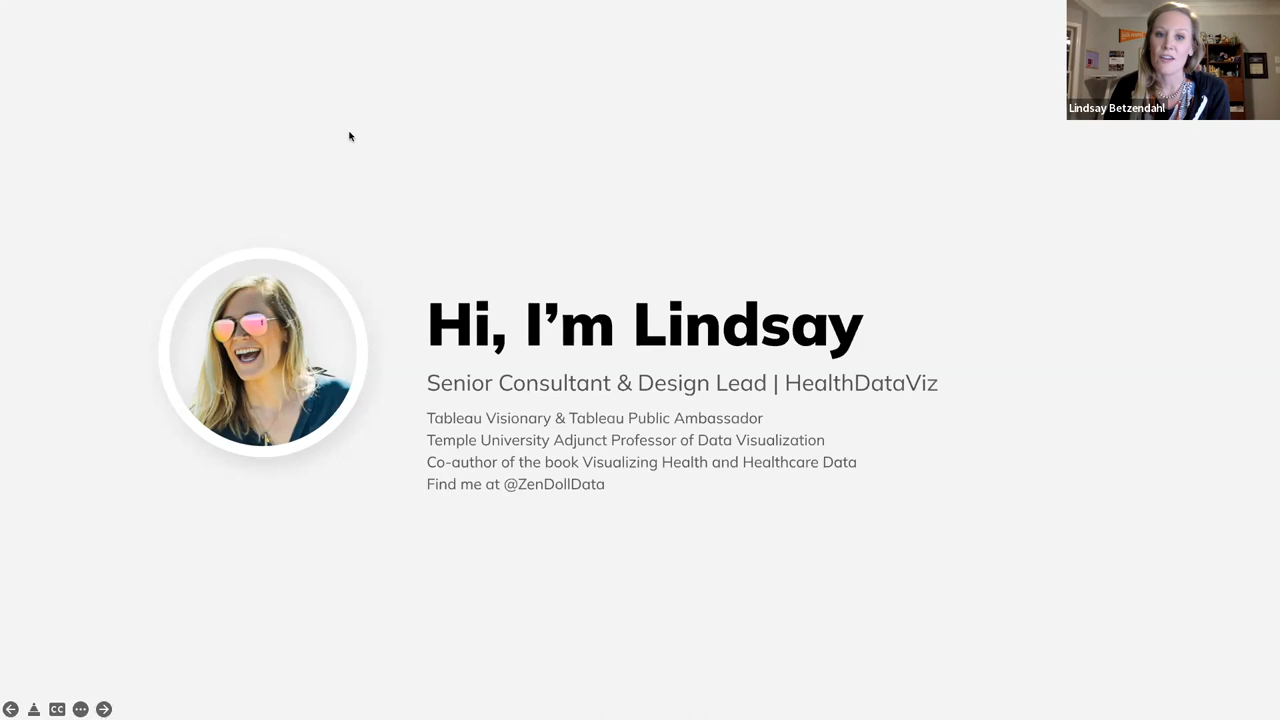 Lindsay Betzendahl
Hi, I'm Lindsay
Senior Consultant & Design Lead | HealthDataViz
Tableau Visionary & Tableau Public Ambassador
Temple University Adjunct Professor of Data Visualization
Co-author of the book Visualizing Health and Healthcare Data
Find me at @ZenDollData
CC